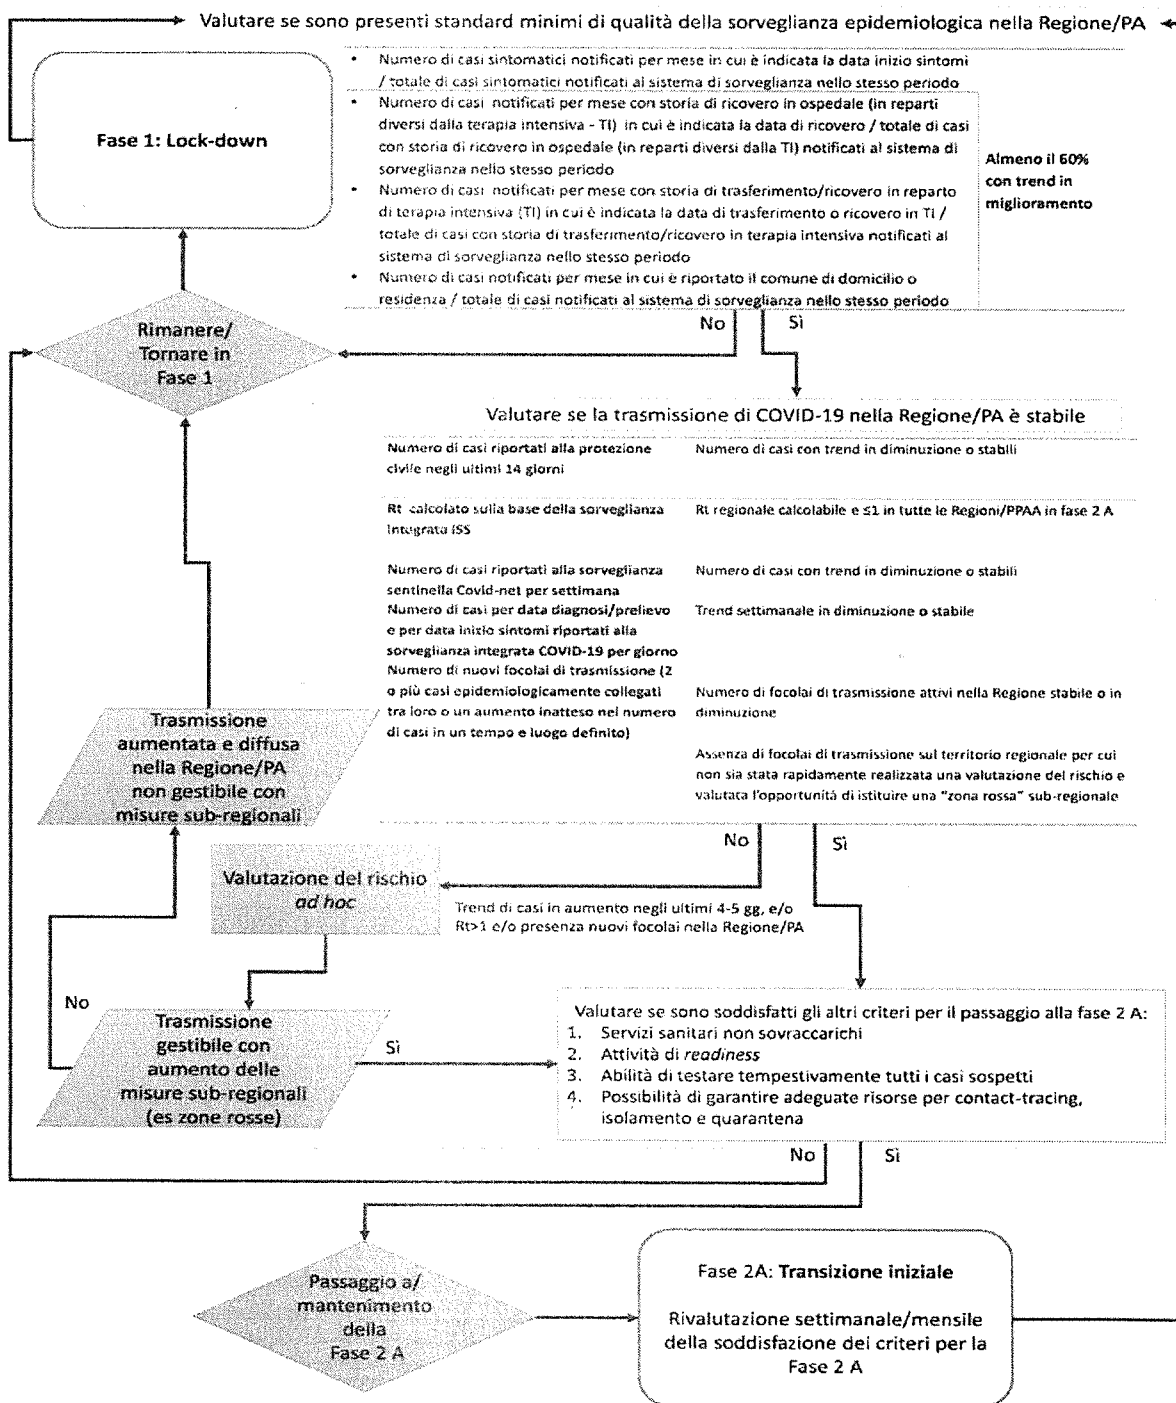 Valutare se sono presenti standard minimi di qualità della sorveglianza epidemiologica nella Regione/PA
Fase 1: Lock-down
• Numero di casi sintomatici notificati per mese in cui è indicata la data inizio sintomi
/ totale di casi sintomatici notificati al sistema di sorveglianza nello stesso periodo
• Numero di casi notificati per mese con storia di ricovero in ospedale (in reparti
diversi dalla terapia intensiva - TI) in cui è indicata la data di ricovero / totale di casi
con storia di ricovero in ospedale (in reparti diversi dalla TI) notificati al sistema di
sorveglianza nello stesso periodo
• Numero di casi notificati per mese con storia di trasferimento/ricovero in reparto
di terapia intensiva (TI) in cui è indicata la data di trasferimento o ricovero in TI /
totale di casi con storia di trasferimento/ricovero in terapia intensiva notificati al
sistema di sorveglianza nello stesso periodo
• Numero di casi notificati per mese in cui è riportato il comune di domicilio o
residenza / totale di casi notificati al sistema di sorveglianza nello stesso periodo
Almeno il 60%
con trend in
miglioramento
No
Sì
Rimanere/
Tornare in
Fase 1
Valutare se la trasmissione di COVID-19 nella Regione/PA è stabile
Numero di casi riportati alla protezione
civile negli ultimi 14 giorni
Numero di casi con trend in diminuzione o stabili
Rt calcolato sulla base della sorveglianza
integrata ISS
Rt regionale calcolabile e ≤1 in tutte le Regioni/PPAA in fase 2 A
Numero di casi riportati alla sorveglianza
sentinella Covid-net per settimana
Numero di casi con trend in diminuzione o stabili
Numero di casi per data diagnosi/prelievo
e per data inizio sintomi riportati alla
sorveglianza integrata COVID-19 per giorno
Trend settimanale in diminuzione o stabile
Numero di nuovi focolai di trasmissione (2
o più casi epidemiologicamente collegati
tra loro o un aumento inatteso nel numero
di casi in un tempo e luogo definito)
Numero di focolai di trasmissione attivi nella Regione stabile o in
diminuzione
Assenza di focolai di trasmissione sul territorio regionale per cui
non sia stata rapidamente realizzata una valutazione del rischio e
valutata l'opportunità di istituire una "zona rossa" sub-regionale
Trasmissione
aumentata e diffusa
nella Regione/PA
non gestibile con
misure sub-regionali
No
Sì
Valutazione del rischio
ad hoc
Trend di casi in aumento negli ultimi 4-5 gg, e/o
Rt>1 e/o presenza nuovi focolai nella Regione/PA
No
Trasmissione
gestibile con
aumento delle
misure sub-regionali
(es zone rosse)
Sì
Valutare se sono soddisfatti gli altri criteri per il passaggio alla fase 2 A:
1. Servizi sanitari non sovraccarichi
2. Attività di readiness
3. Abilità di testare tempestivamente tutti i casi sospetti
4. Possibilità di garantire adeguate risorse per contact-tracing,
isolamento e quarantena
No
Sì
Passaggio a/
mantenimento
della
Fase 2 A
Fase 2A: Transizione iniziale
Rivalutazione settimanale/mensile
della soddisfazione dei criteri per la
Fase 2 A